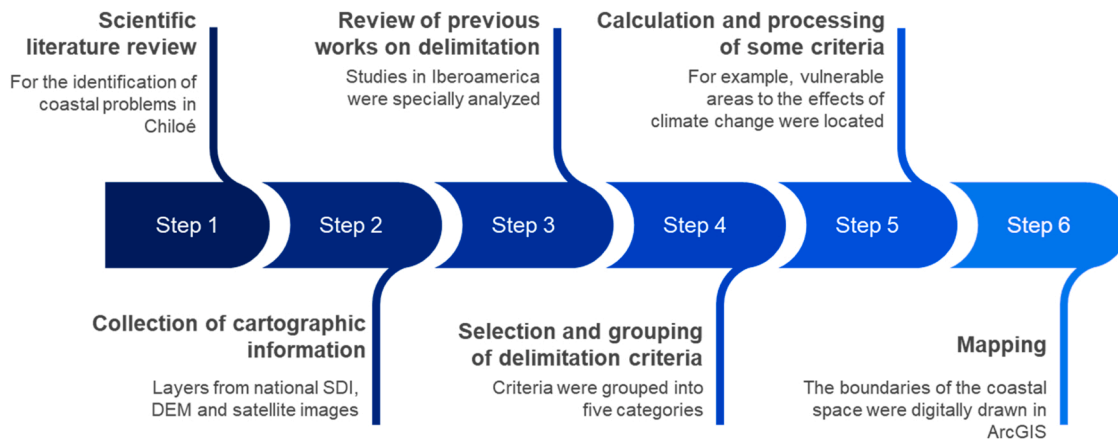 Scientific
literature review
For the identification of
coastal problems in
Chiloé
Review of previous
works on delimitation
Studies in Iberoamerica
were specially analyzed
Calculation and processing
of some criteria
For example, vulnerable
areas to the effects of
climate change were located
Step 1
Step 2
Step 3
Step 4
Step 5
Step 6
Collection of cartographic
information
Layers from national SDI,
DEM and satellite images
Selection and grouping
of delimitation criteria
Criteria were grouped into
five categories
Mapping
The boundaries of the coastal
space were digitally drawn in
ArcGIS